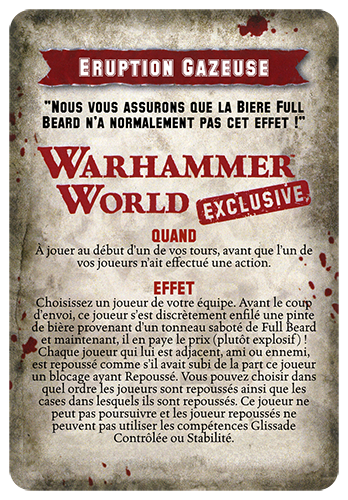 ERUPTION GAZEUSE
"NOUS VOUS ASSURONS QUE LA BIERE FULL
BEARD N'A NORMALEMENT PAS CET EFFET !"
WARHAMMER
WORLD
EXCLUSIVE
QUAND
À jouer au début d'un de vos tours, avant que l'un de
vos joueurs n'ait effectué une action.
EFFET
Choisissez un joueur de votre équipe. Avant le coup
d'envoi, ce joueur s'est discrètement enfilé une pinte
de bière provenant d'un tonneau saboté de Full Beard
et maintenant, il en paye le prix (plutôt explosif) !
Chaque joueur qui lui est adjacent, ami ou ennemi,
est repoussé comme s'il avait subi de la part ce joueur
un blocage ayant Repoussé. Vous pouvez choisir dans
quel ordre les joueurs sont repoussés ainsi que les
cases dans lesquels ils sont repoussés. Ce joueur ne
peut pas poursuivre et les joueur repoussés ne
peuvent pas utiliser les compétences Glissade
Contrôlée ou Stabilité.